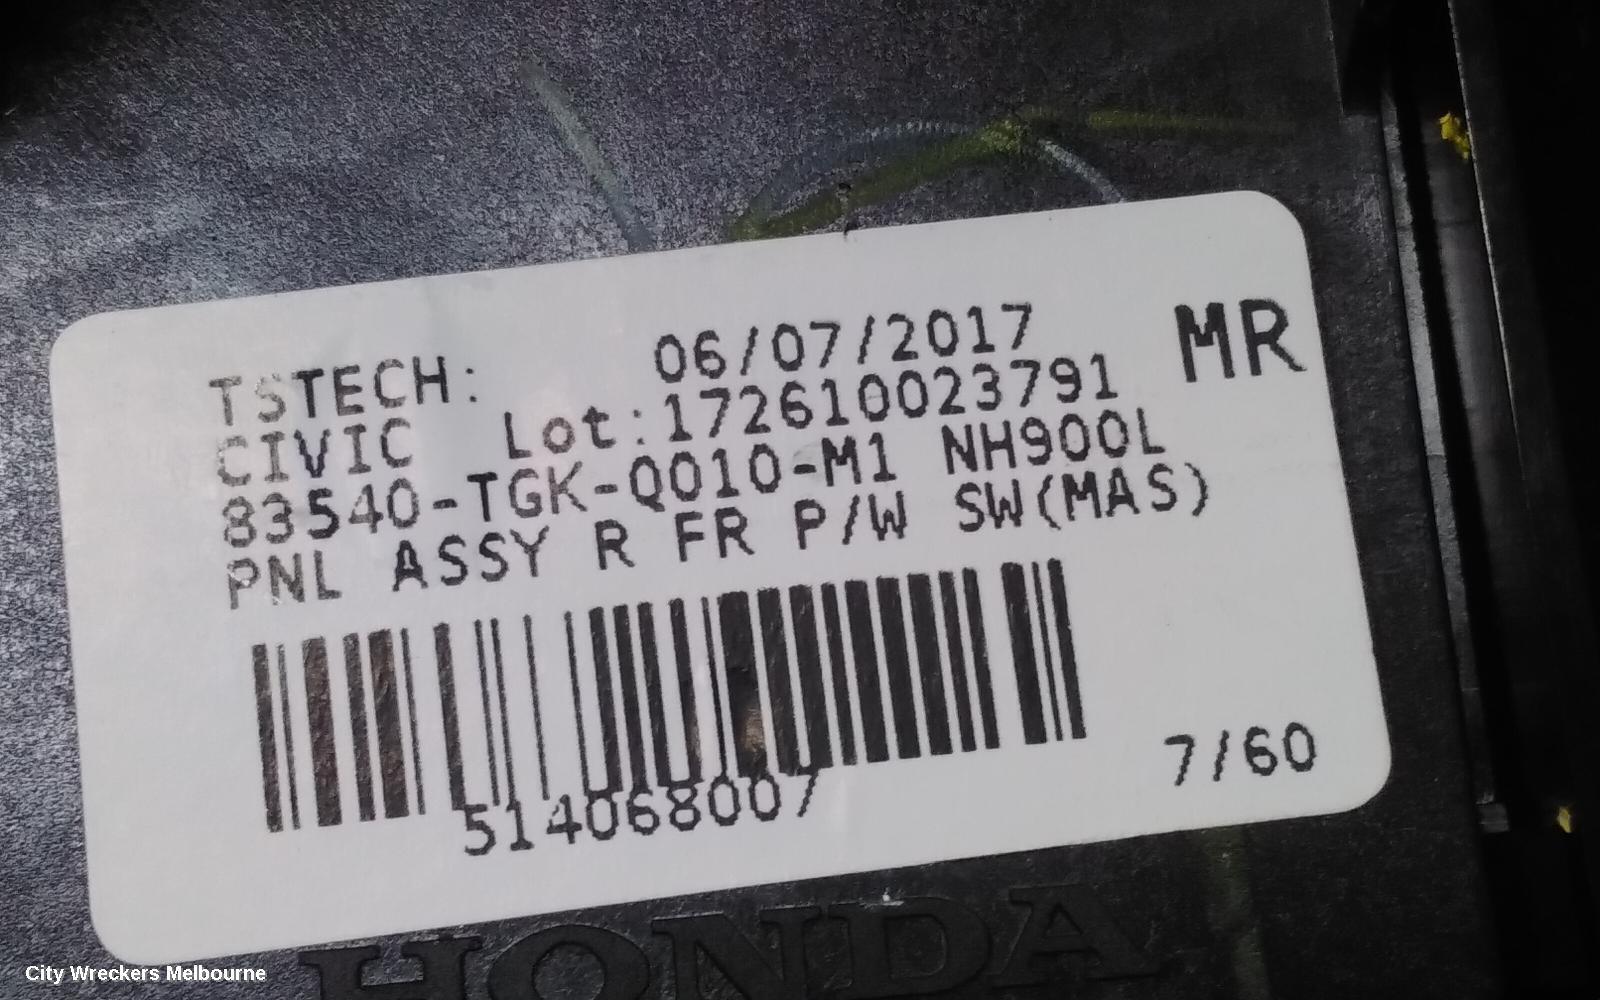 TSTECH: 06/07/2017 MR
CIVIC Lot:172610023791
83540-TGK-Q010-M1 NH900L
PNL ASSY R FR P/W SW(MAS)
514068007
7/60
HONDA
City Wreckers Melbourne